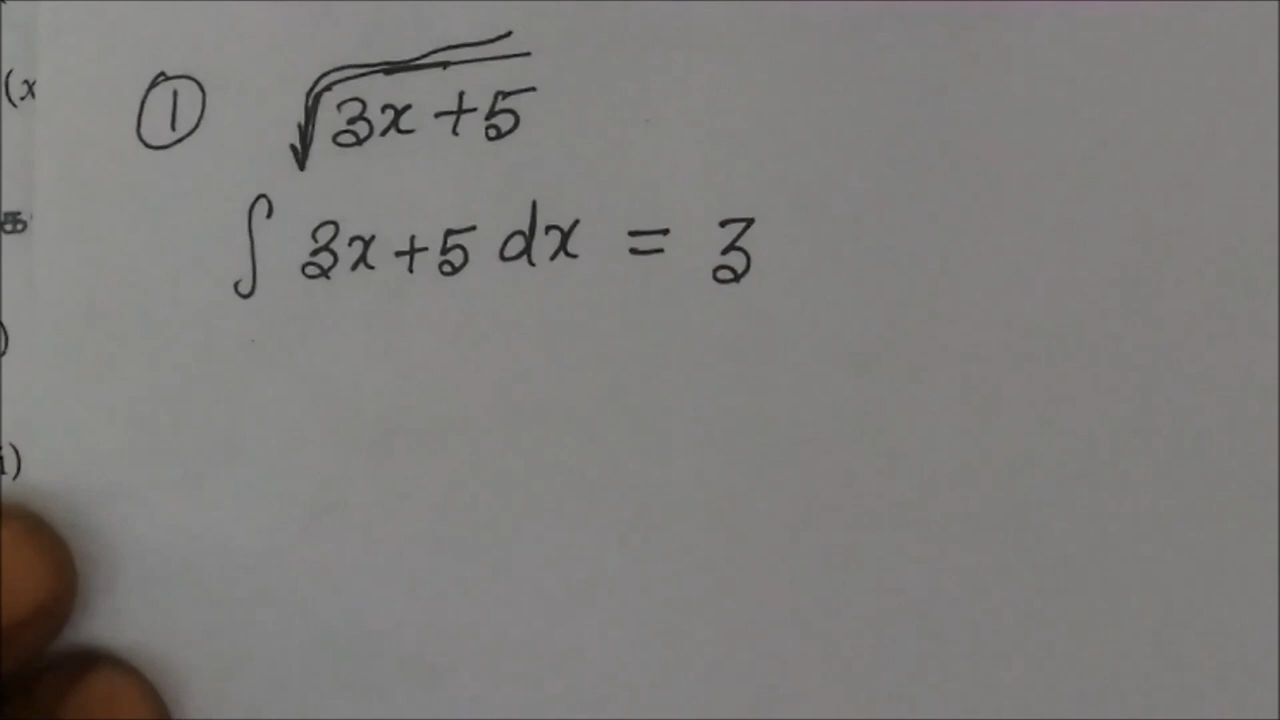 (x
① √3x+5
க
∫ 3x+5 dx = 3
)
i)